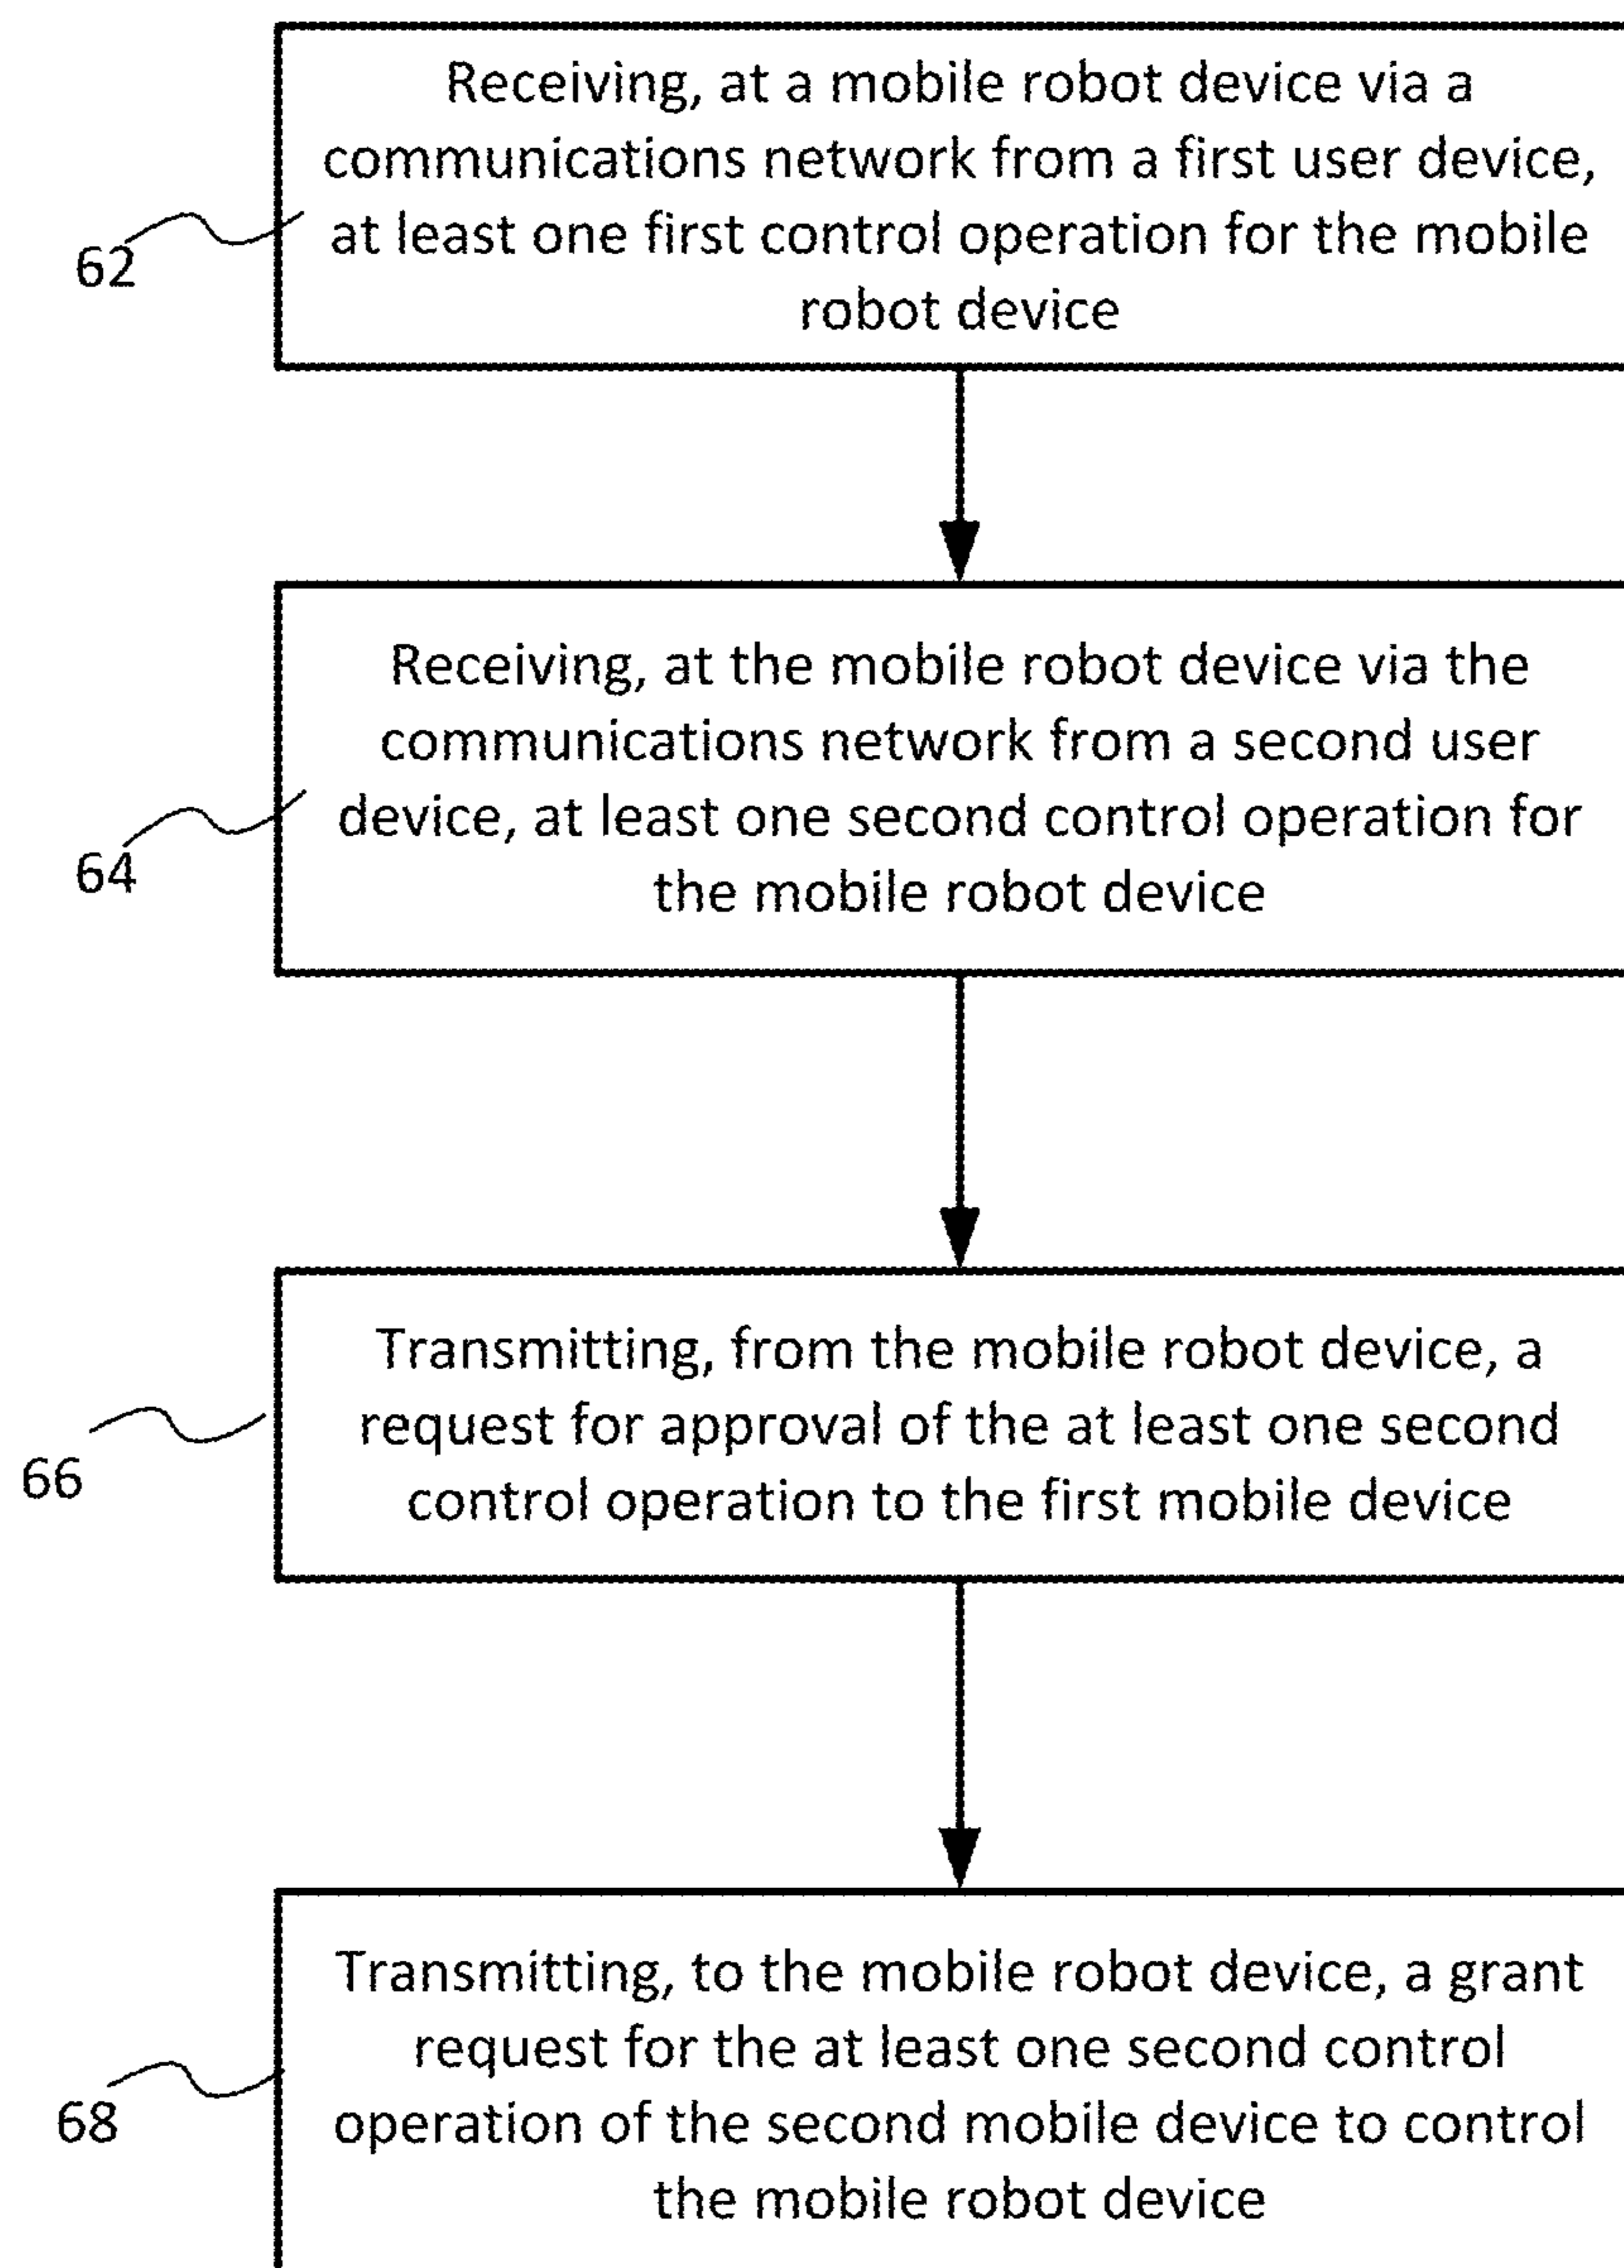 Receiving, at a mobile robot device via a
communications network from a first user device,
at least one first control operation for the mobile
robot device
62
Receiving, at the mobile robot device via the
communications network from a second user
device, at least one second control operation for
the mobile robot device
64
Transmitting, from the mobile robot device, a
request for approval of the at least one second
control operation to the first mobile device
66
Transmitting, to the mobile robot device, a grant
request for the at least one second control
operation of the second mobile device to control
the mobile robot device
68